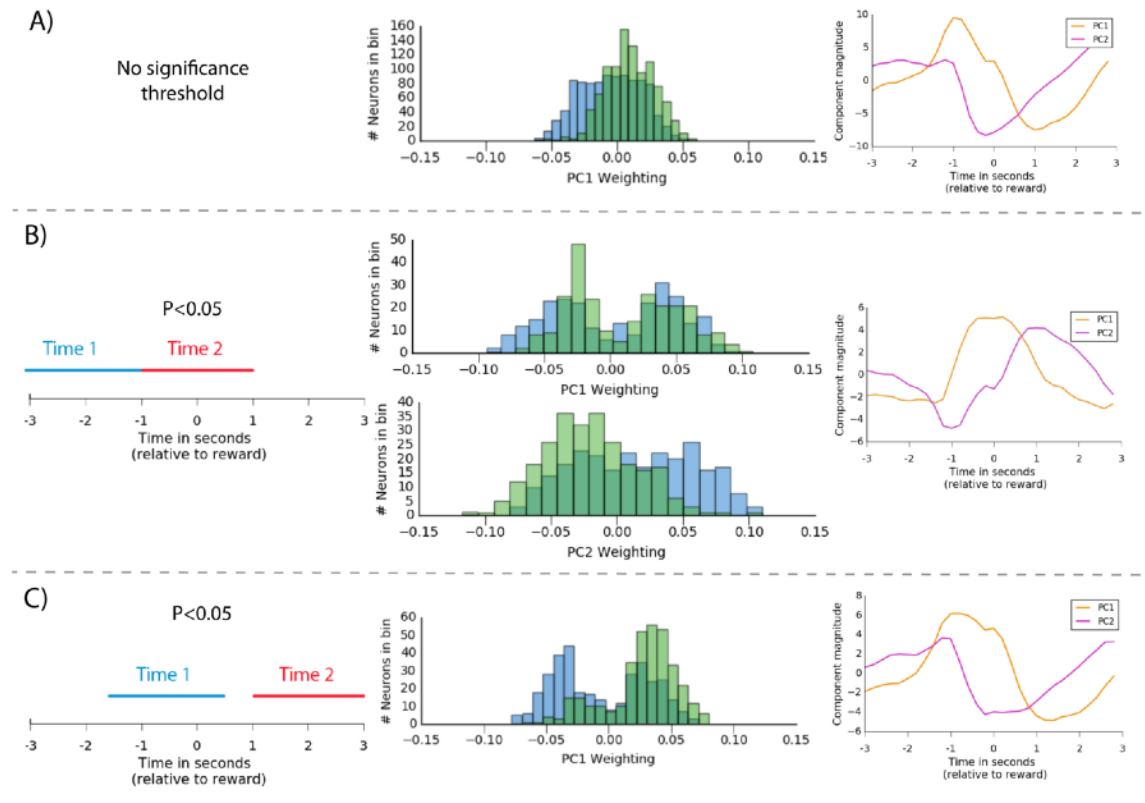 A)
No significance
threshold
# Neurons in bin
160
140
120
100
80
60
40
20
0
−0.15 −0.10 −0.05 0.00 0.05 0.10 0.15
PC1 Weighting
Component magnitude
10
5
0
−5
−10
PC1
PC2
-3 -2 -1 0 1 2 3
Time in seconds
(relative to reward)
B)
P<0.05
Time 1 Time 2
-3 -2 -1 0 1 2 3
Time in seconds
(relative to reward)
# Neurons in bin
50
40
30
20
10
0
−0.15 −0.10 −0.05 0.00 0.05 0.10 0.15
PC1 Weighting
# Neurons in bin
40
35
30
25
20
15
10
5
0
−0.15 −0.10 −0.05 0.00 0.05 0.10 0.15
PC2 Weighting
Component magnitude
6
4
2
0
−2
−4
−6
PC1
PC2
-3 -2 -1 0 1 2 3
Time in seconds
(relative to reward)
C)
P<0.05
Time 1 Time 2
-3 -2 -1 0 1 2 3
Time in seconds
(relative to reward)
# Neurons in bin
60
50
40
30
20
10
0
−0.15 −0.10 −0.05 0.00 0.05 0.10 0.15
PC1 Weighting
Component magnitude
8
6
4
2
0
−2
−4
−6
PC1
PC2
-3 -2 -1 0 1 2 3
Time in seconds
(relative to reward)